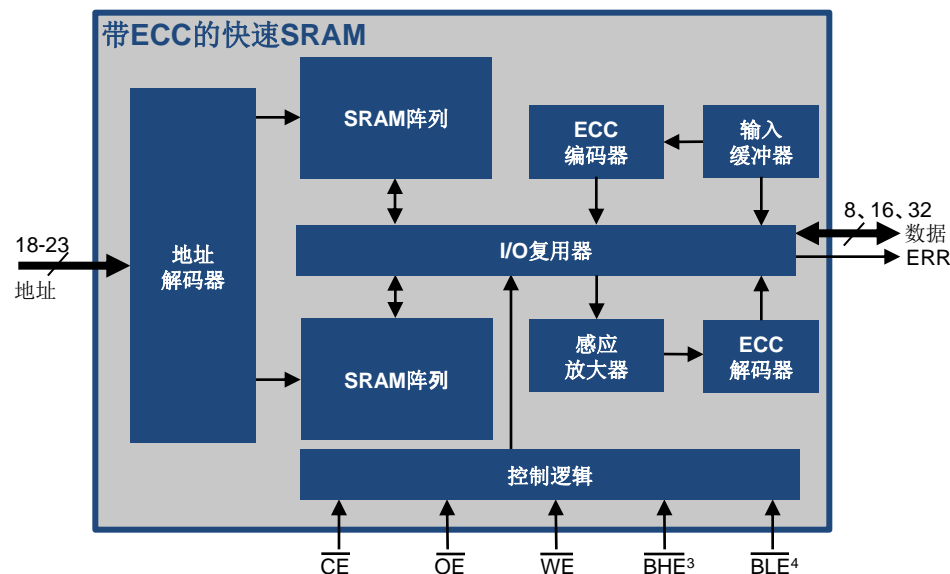 带ECC的快速SRAM
SRAM阵列
ECC
编码器
输入
缓冲器
8、16、32
数据
ERR
18-23
地址
地址
解码器
I/O复用器
SRAM阵列
感应
放大器
ECC
解码器
控制逻辑
CE
OE
WE
BHE³
BLE⁴